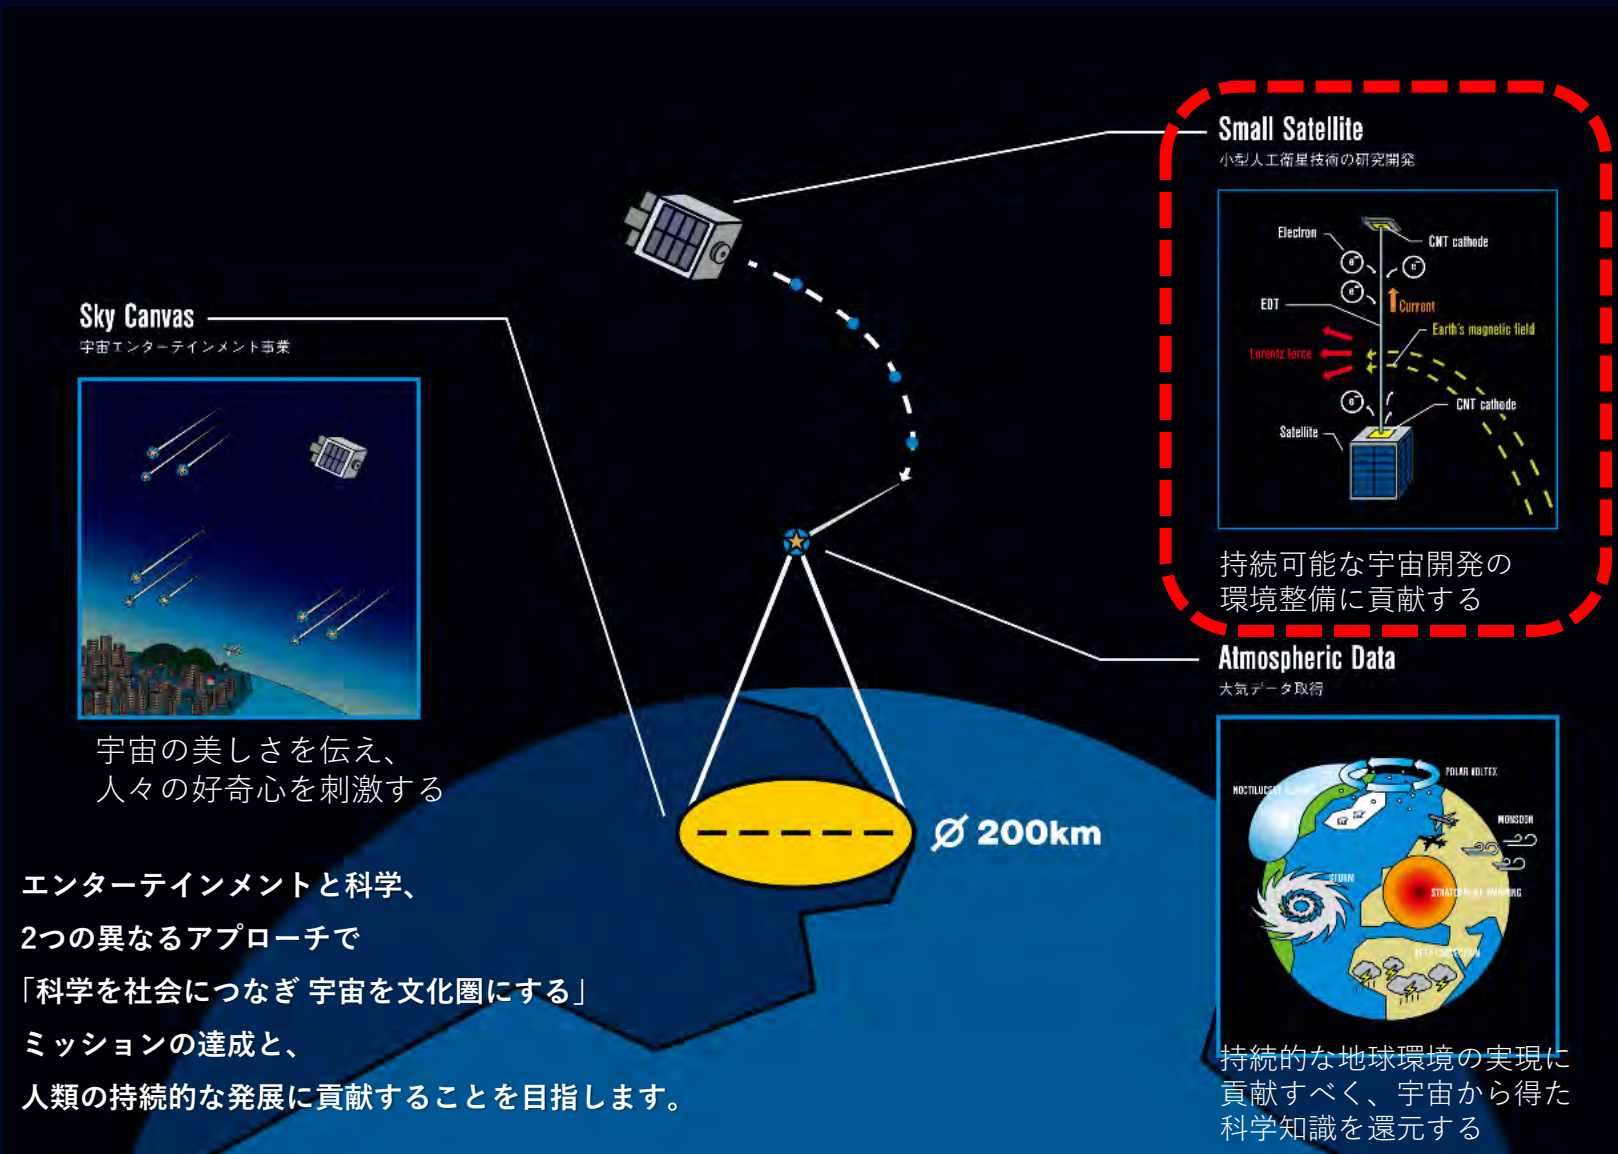 Small Satellite
小型人工衛星技術の研究開発
Electron
CNT cathode
e⁻
e⁻
e⁻
EDT
Current
Earth's magnetic field
Lorentz force
e⁻
CNT cathode
Satellite
持続可能な宇宙開発の
環境整備に貢献する
Sky Canvas
宇宙エンターテインメント事業
宇宙の美しさを伝え、
人々の好奇心を刺激する
Atmospheric Data
大気データ取得
POLAR VOLTEX
NOCTILUCENT
MONSOON
STORM
持続的な地球環境の実現に
貢献すべく、宇宙から得た
科学知識を還元する
Ø 200km
エンターテインメントと科学、
2つの異なるアプローチで
「科学を社会につなぎ 宇宙を文化圏にする」
ミッションの達成と、
人類の持続的な発展に貢献することを目指します。